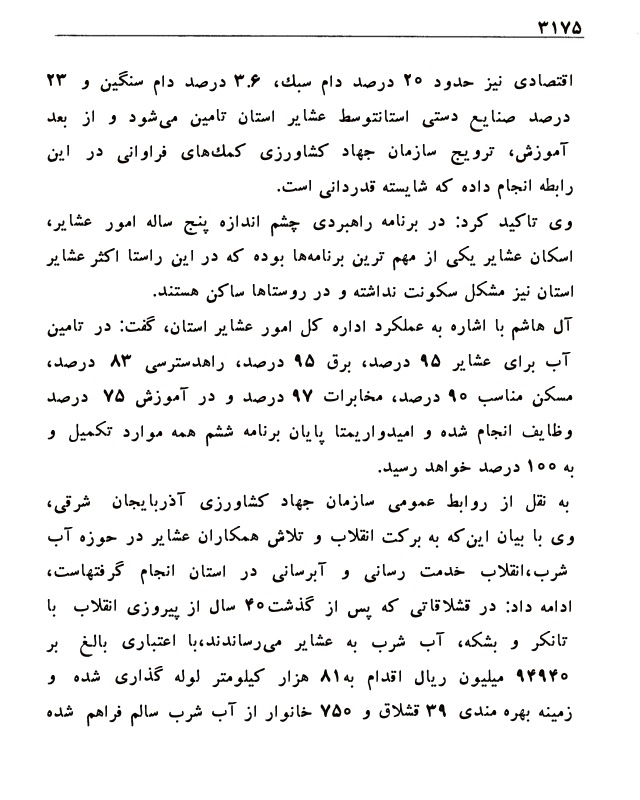 ۳۱۷۵
اقتصادی نیز حدود ۲۰ درصد دام سبك، ۳.۶ درصد دام سنگین و ۲۳
درصد صنایع دستی استانتوسط عشایر استان تامین می‌شود و از بعد
آموزش، ترویج سازمان جهاد کشاورزی کمك‌های فراوانی در این
رابطه انجام داده که شایسته قدردانی است.
وی تاکید کرد: در برنامه راهبردی چشم اندازه پنج ساله امور عشایر،
اسکان عشایر یکی از مهم ترین برنامه‌ها بوده که در این راستا اکثر عشایر
استان نیز مشکل سکونت نداشته و در روستاها ساکن هستند.
آل هاشم با اشاره به عملکرد اداره کل امور عشایر استان، گفت: در تامین
آب برای عشایر ۹۵ درصد، برق ۹۵ درصد، راهدسترسی ۸۳ درصد،
مسکن مناسب ۹۰ درصد، مخابرات ۹۷ درصد و در آموزش ۷۵ درصد
وظایف انجام شده و امیدواریمتا پایان برنامه ششم همه موارد تکمیل و
به ۱۰۰ درصد خواهد رسید.
به نقل از روابط عمومی سازمان جهاد کشاورزی آذربایجان شرقی،
وی با بیان این‌که به برکت انقلاب و تلاش همکاران عشایر در حوزه آب
شرب،انقلاب خدمت رسانی و آبرسانی در استان انجام گرفتهاست،
ادامه داد: در قشلاقاتی که پس از گذشت۴۰ سال از پیروزی انقلاب با
تانکر و بشکه، آب شرب به عشایر می‌رساندند،با اعتباری بالغ بر
۹۴۹۴۰ میلیون ریال اقدام به۸۱ هزار کیلومتر لوله گذاری شده و
زمینه بهره مندی ۳۹ قشلاق و ۷۵۰ خانوار از آب شرب سالم فراهم شده